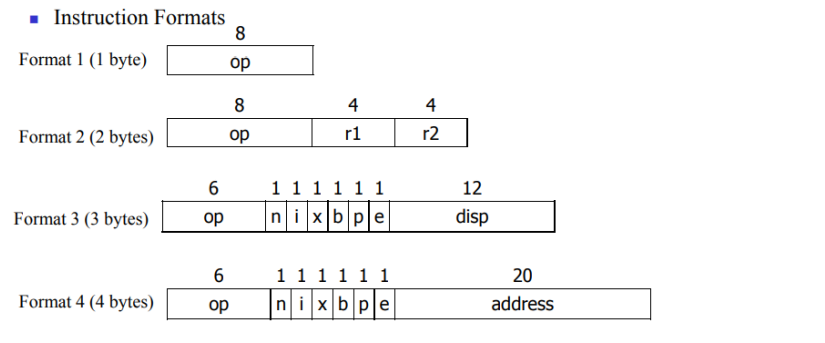 Instruction Formats
8
Format 1 (1 byte) op
8 4 4
Format 2 (2 bytes) op r1 r2
6 1 1 1 1 1 1 12
Format 3 (3 bytes) op n i x b p e disp
6 1 1 1 1 1 1 20
Format 4 (4 bytes) op n i x b p e address